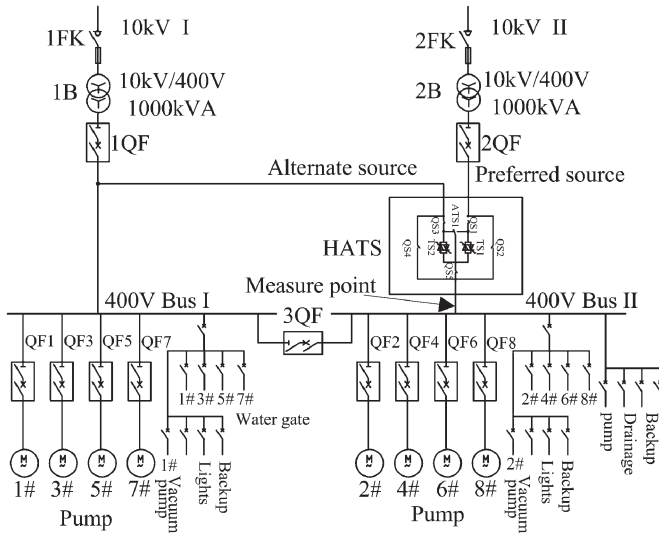 1FK 10kV I
2FK 10kV II
1B 10kV/400V
1000kVA
2B 10kV/400V
1000kVA
1QF
2QF
Alternate source
Preferred source
HATS
ATS1
QS3
QS1
QS4
TS2
TS1
QS2
QS5
Measure point
400V Bus I
3QF
400V Bus II
QF1 QF3 QF5 QF7
QF2 QF4 QF6 QF8
1# 3# 5# 7#
Water gate
2# 4# 6# 8#
1#
Vacuum
pump
Lights
Backup
2#
Vacuum
pump
Lights
Backup
pump
Drainage
Backup
M M M M
M M M M
1# 3# 5# 7#
Pump
2# 4# 6# 8#
Pump